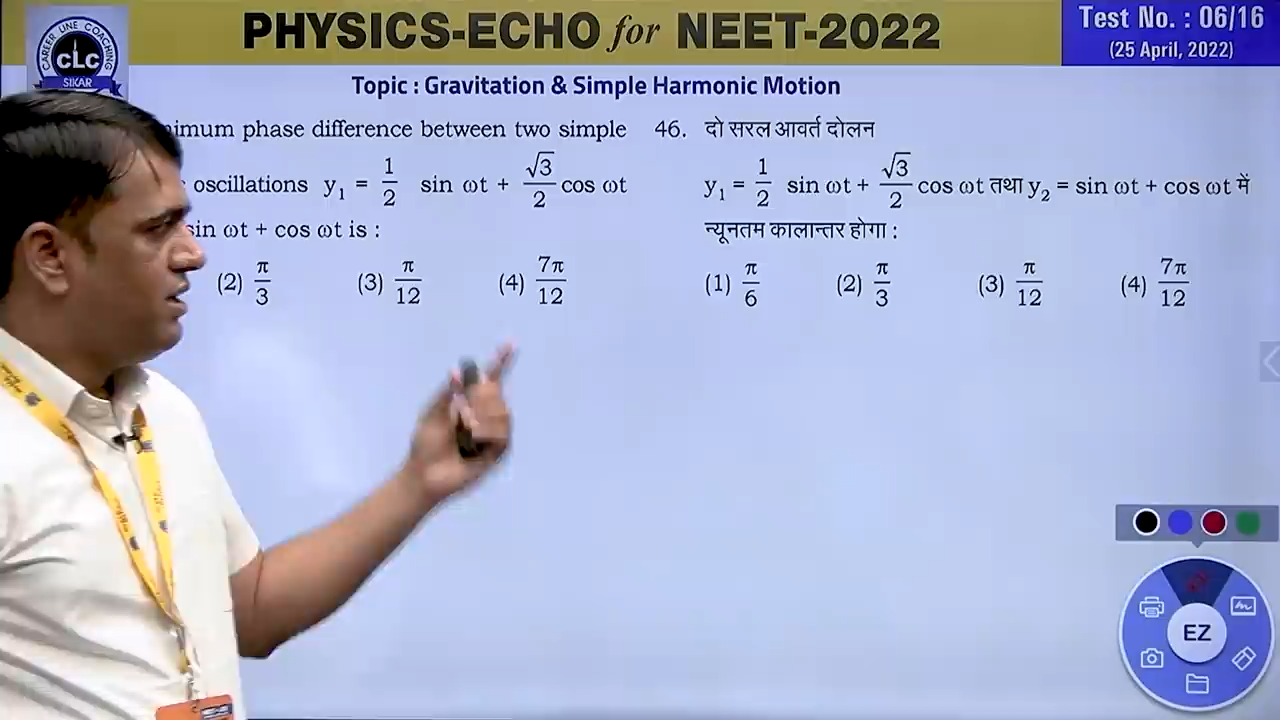 PHYSICS-ECHO for NEET-2022
Test No. : 06/16
(25 April, 2022)
CAREER LINE COACHING
CLC
SIKAR
Topic : Gravitation & Simple Harmonic Motion
phase difference between two simple
oscillations y₁ = 1/2 sin ωt + √3/2 cos ωt
sin ωt + cos ωt is :
(2) π/3 (3) π/12 (4) 7π/12
46. दो सरल आवर्त दोलन
y₁ = 1/2 sin ωt + √3/2 cos ωt तथा y₂ = sin ωt + cos ωt में
न्यूनतम कालान्तर होगा :
(1) π/6 (2) π/3 (3) π/12 (4) 7π/12
EZ